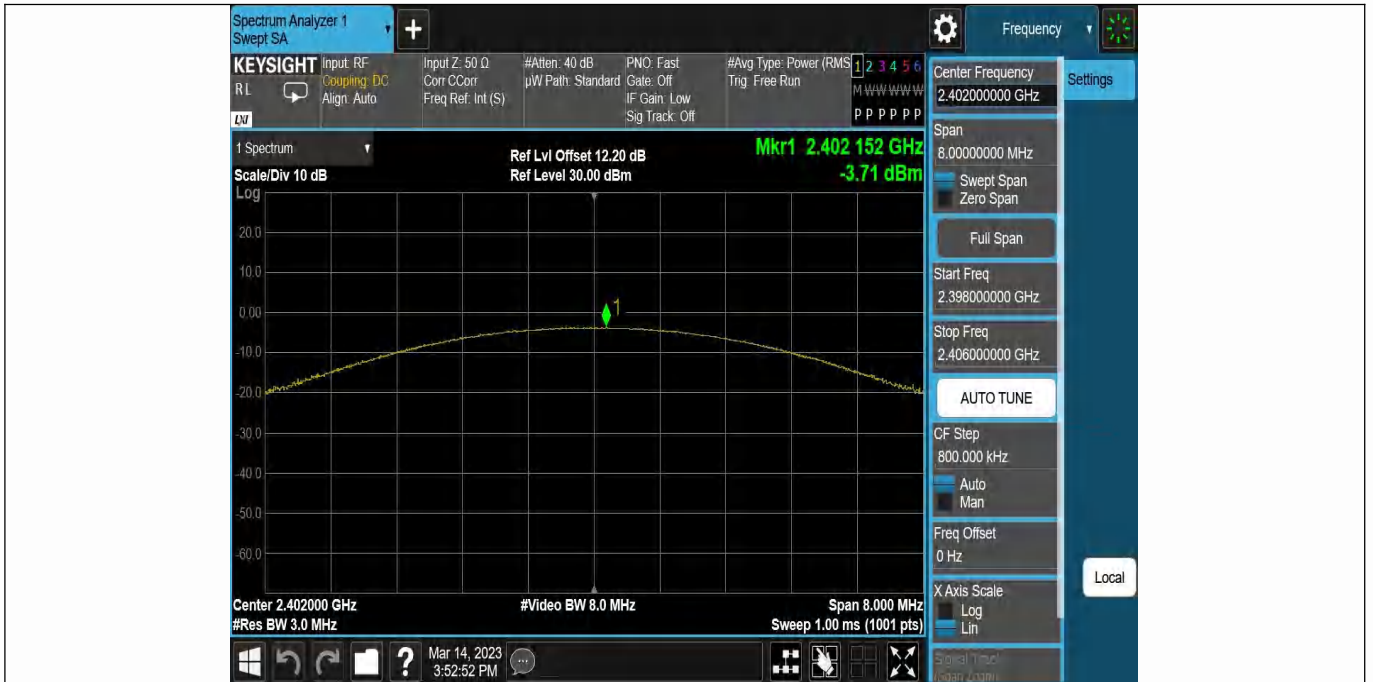 Spectrum Analyzer 1
Swept SA
+
Frequency
KEYSIGHT
RL
LXI
Input: RF
Coupling: DC
Align: Auto
Input Z: 50 Ω
Corr CCorr
Freq Ref: Int (S)
#Atten: 40 dB
µW Path: Standard
PNO: Fast
Gate: Off
IF Gain: Low
Sig Track: Off
#Avg Type: Power (RMS
Trig: Free Run
1 2 3 4 5 6
M W W W W W
P P P P P P
1 Spectrum
Scale/Div 10 dB
Ref Lvl Offset 12.20 dB
Ref Level 30.00 dBm
Mkr1 2.402 152 GHz
-3.71 dBm
Log
20.0
10.0
0.00
-10.0
-20.0
-30.0
-40.0
-50.0
-60.0
1
Center 2.402000 GHz
#Res BW 3.0 MHz
#Video BW 8.0 MHz
Span 8.000 MHz
Sweep 1.00 ms (1001 pts)
?
Mar 14, 2023
3:52:52 PM
Center Frequency
2.402000000 GHz
Settings
Span
8.00000000 MHz
Swept Span
Zero Span
Full Span
Start Freq
2.398000000 GHz
Stop Freq
2.406000000 GHz
AUTO TUNE
CF Step
800.000 kHz
Auto
Man
Freq Offset
0 Hz
X Axis Scale
Log
Lin
Local
Signal Track
(Span Zoom)